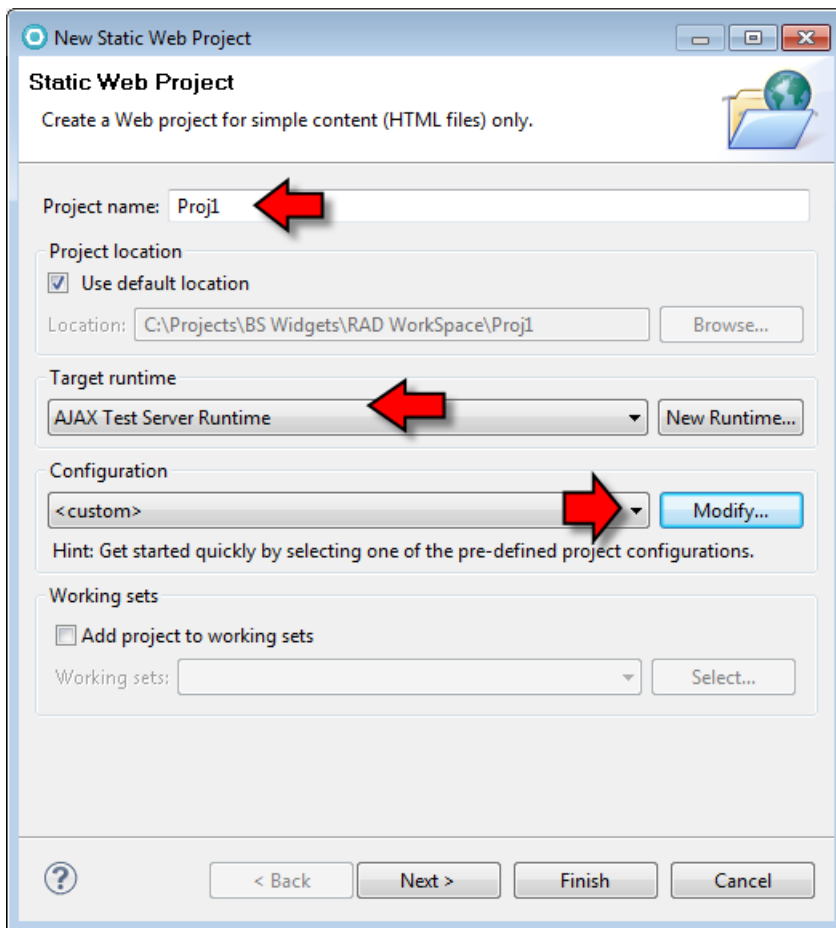 New Static Web Project
Static Web Project
Create a Web project for simple content (HTML files) only.
Project name: Proj1
Project location
Use default location
Location: C:\Projects\BS Widgets\RAD WorkSpace\Proj1 Browse...
Target runtime
AJAX Test Server Runtime New Runtime...
Configuration
<custom> Modify...
Hint: Get started quickly by selecting one of the pre-defined project configurations.
Working sets
Add project to working sets
Working sets: Select...
? < Back Next > Finish Cancel